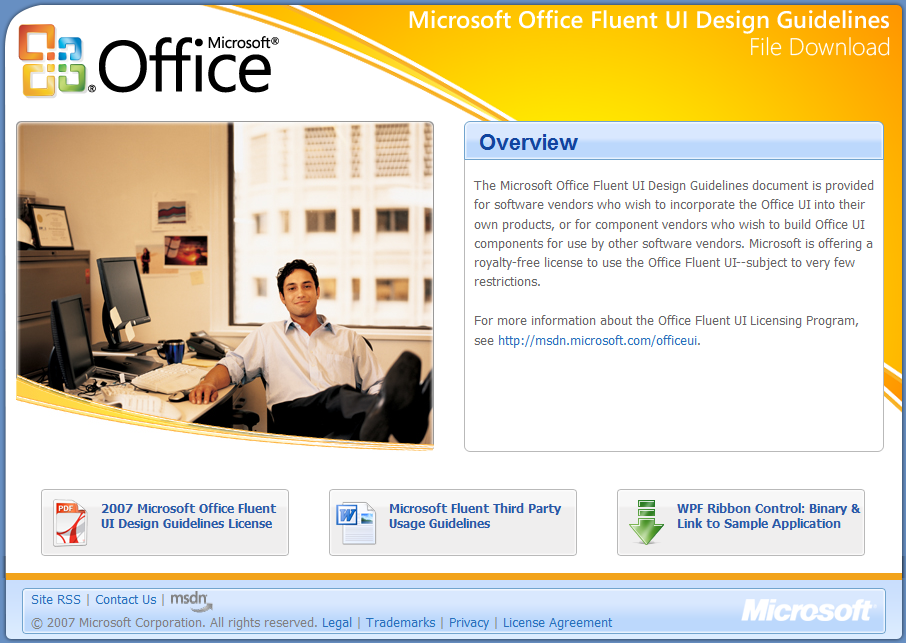 Microsoft Office Fluent UI Design Guidelines
File Download
Microsoft®
Office
Overview
The Microsoft Office Fluent UI Design Guidelines document is provided
for software vendors who wish to incorporate the Office UI into their
own products, or for component vendors who wish to build Office UI
components for use by other software vendors. Microsoft is offering a
royalty-free license to use the Office Fluent UI--subject to very few
restrictions.
For more information about the Office Fluent UI Licensing Program,
see http://msdn.microsoft.com/officeui.
PDF
2007 Microsoft Office Fluent
UI Design Guidelines License
W
Microsoft Fluent Third Party
Usage Guidelines
WPF Ribbon Control: Binary &
Link to Sample Application
Site RSS | Contact Us | msdn
© 2007 Microsoft Corporation. All rights reserved. Legal | Trademarks | Privacy | License Agreement
Microsoft®